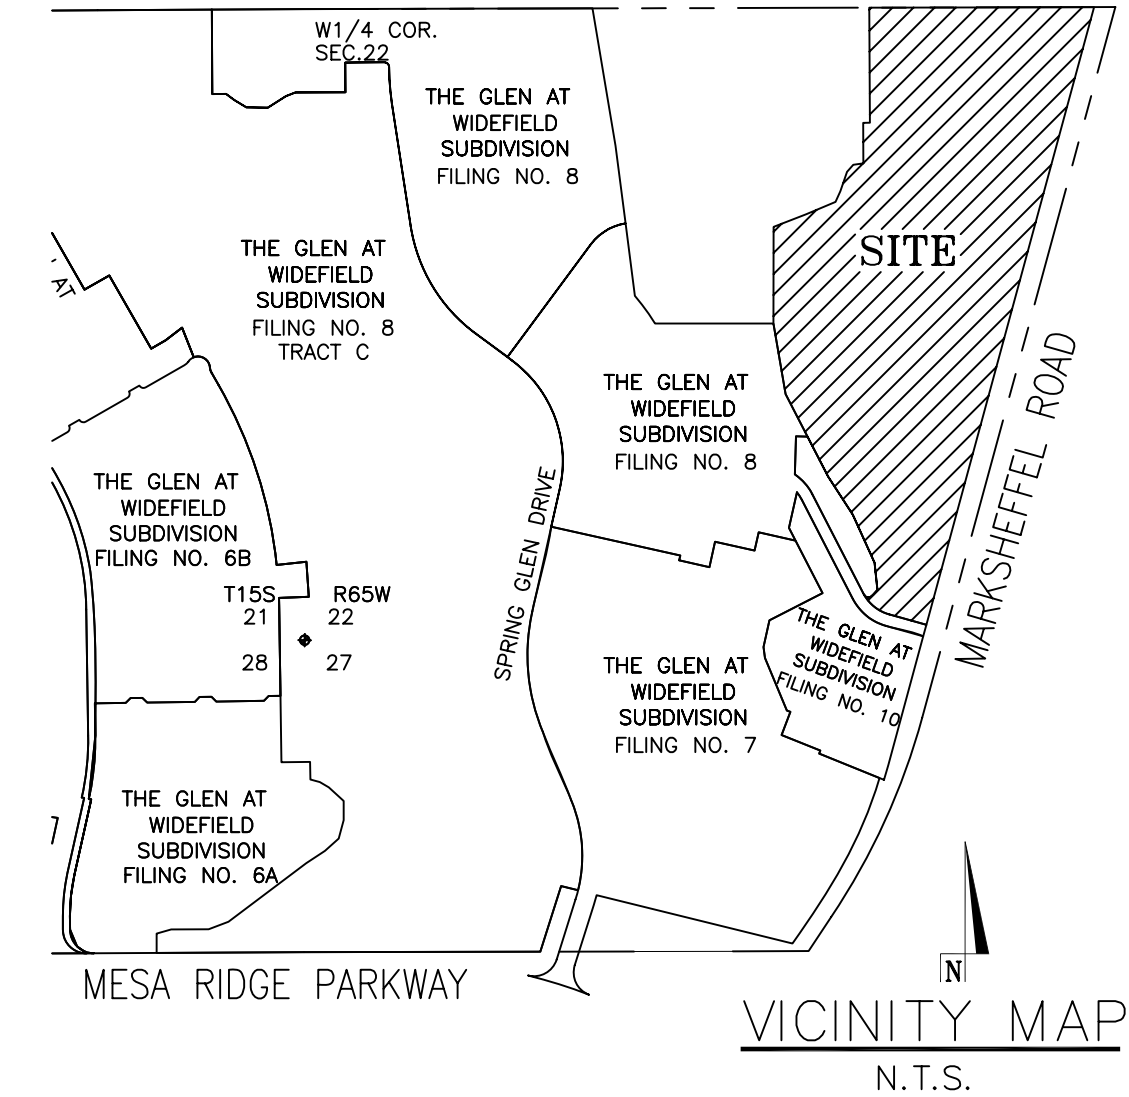 W1/4 COR.
SEC.22
THE GLEN AT
WIDEFIELD
SUBDIVISION
FILING NO. 8
SITE
THE GLEN AT
WIDEFIELD
SUBDIVISION
FILING NO. 8
TRACT C
AT
THE GLEN AT
WIDEFIELD
SUBDIVISION
FILING NO. 8
MARKSHEFFEL ROAD
THE GLEN AT
WIDEFIELD
SUBDIVISION
FILING NO. 6B
SPRING GLEN DRIVE
T15S R65W
21 22
28 27
THE GLEN AT
WIDEFIELD
SUBDIVISION
FILING NO. 10
THE GLEN AT
WIDEFIELD
SUBDIVISION
FILING NO. 7
THE GLEN AT
WIDEFIELD
SUBDIVISION
FILING NO. 6A
MESA RIDGE PARKWAY
N
VICINITY MAP
N.T.S.